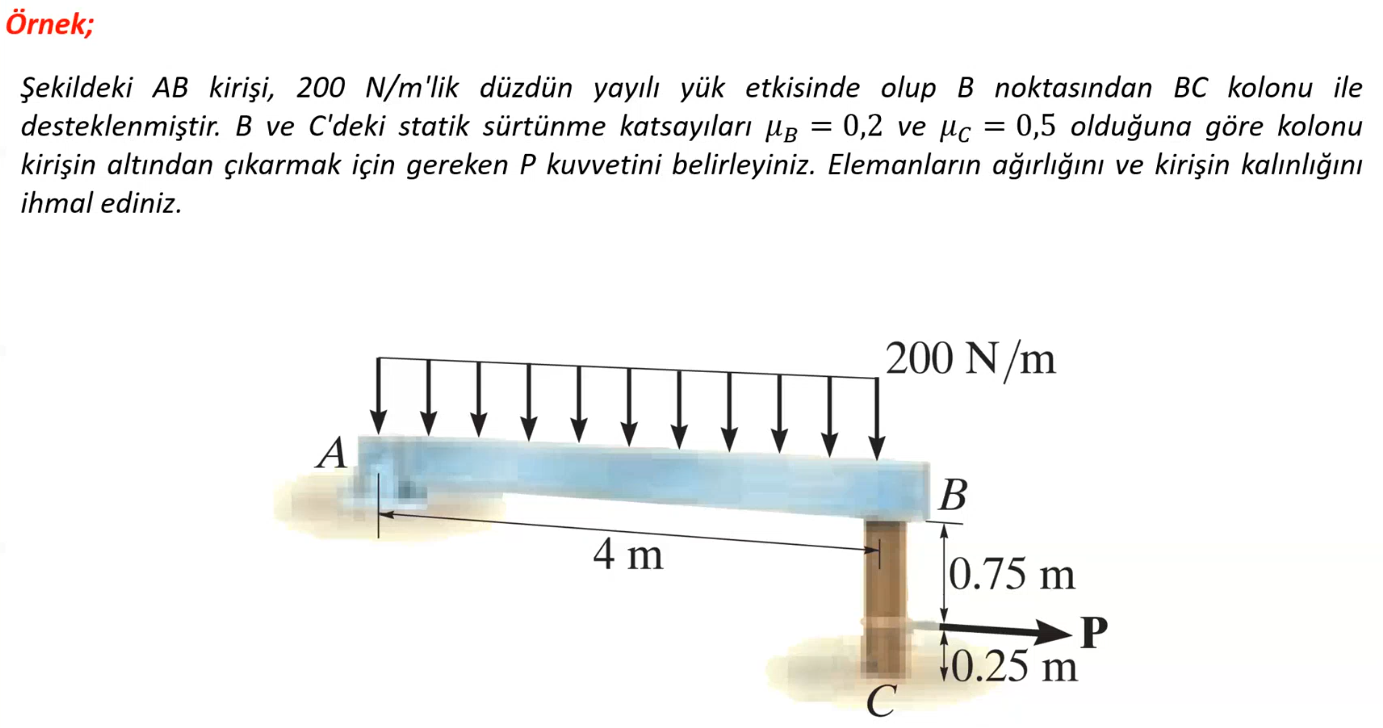 Örnek;
Şekildeki AB kirişi, 200 N/m'lik düzdün yayılı yük etkisinde olup B noktasından BC kolonu ile
desteklenmiştir. B ve C'deki statik sürtünme katsayıları μ_B = 0,2 ve μ_C = 0,5 olduğuna göre kolonu
kirişin altından çıkarmak için gereken P kuvvetini belirleyiniz. Elemanların ağırlığını ve kirişin kalınlığını
ihmal ediniz.
200 N/m
A
B
4 m
0.75 m
P
0.25 m
C